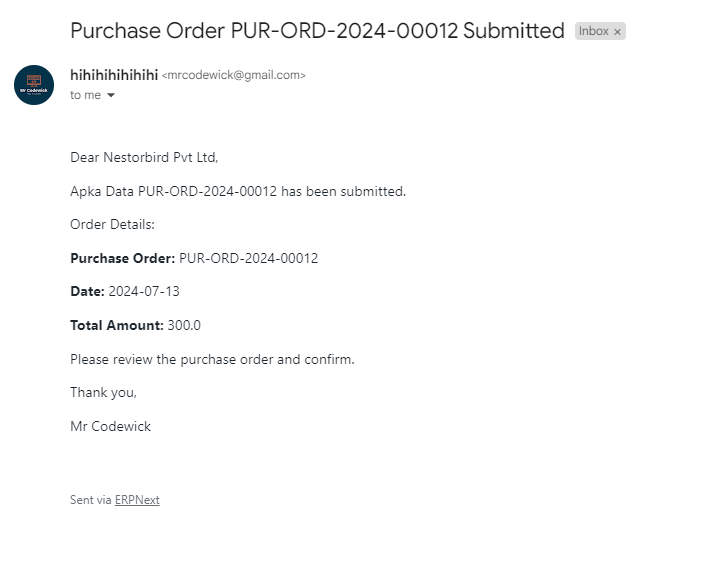 Purchase Order PUR-ORD-2024-00012 Submitted Inbox ×
hihihihihihihi <mrcodewick@gmail.com>
to me
Mr Codewick
Dear Nestorbird Pvt Ltd,
Apka Data PUR-ORD-2024-00012 has been submitted.
Order Details:
Purchase Order: PUR-ORD-2024-00012
Date: 2024-07-13
Total Amount: 300.0
Please review the purchase order and confirm.
Thank you,
Mr Codewick
Sent via ERPNext